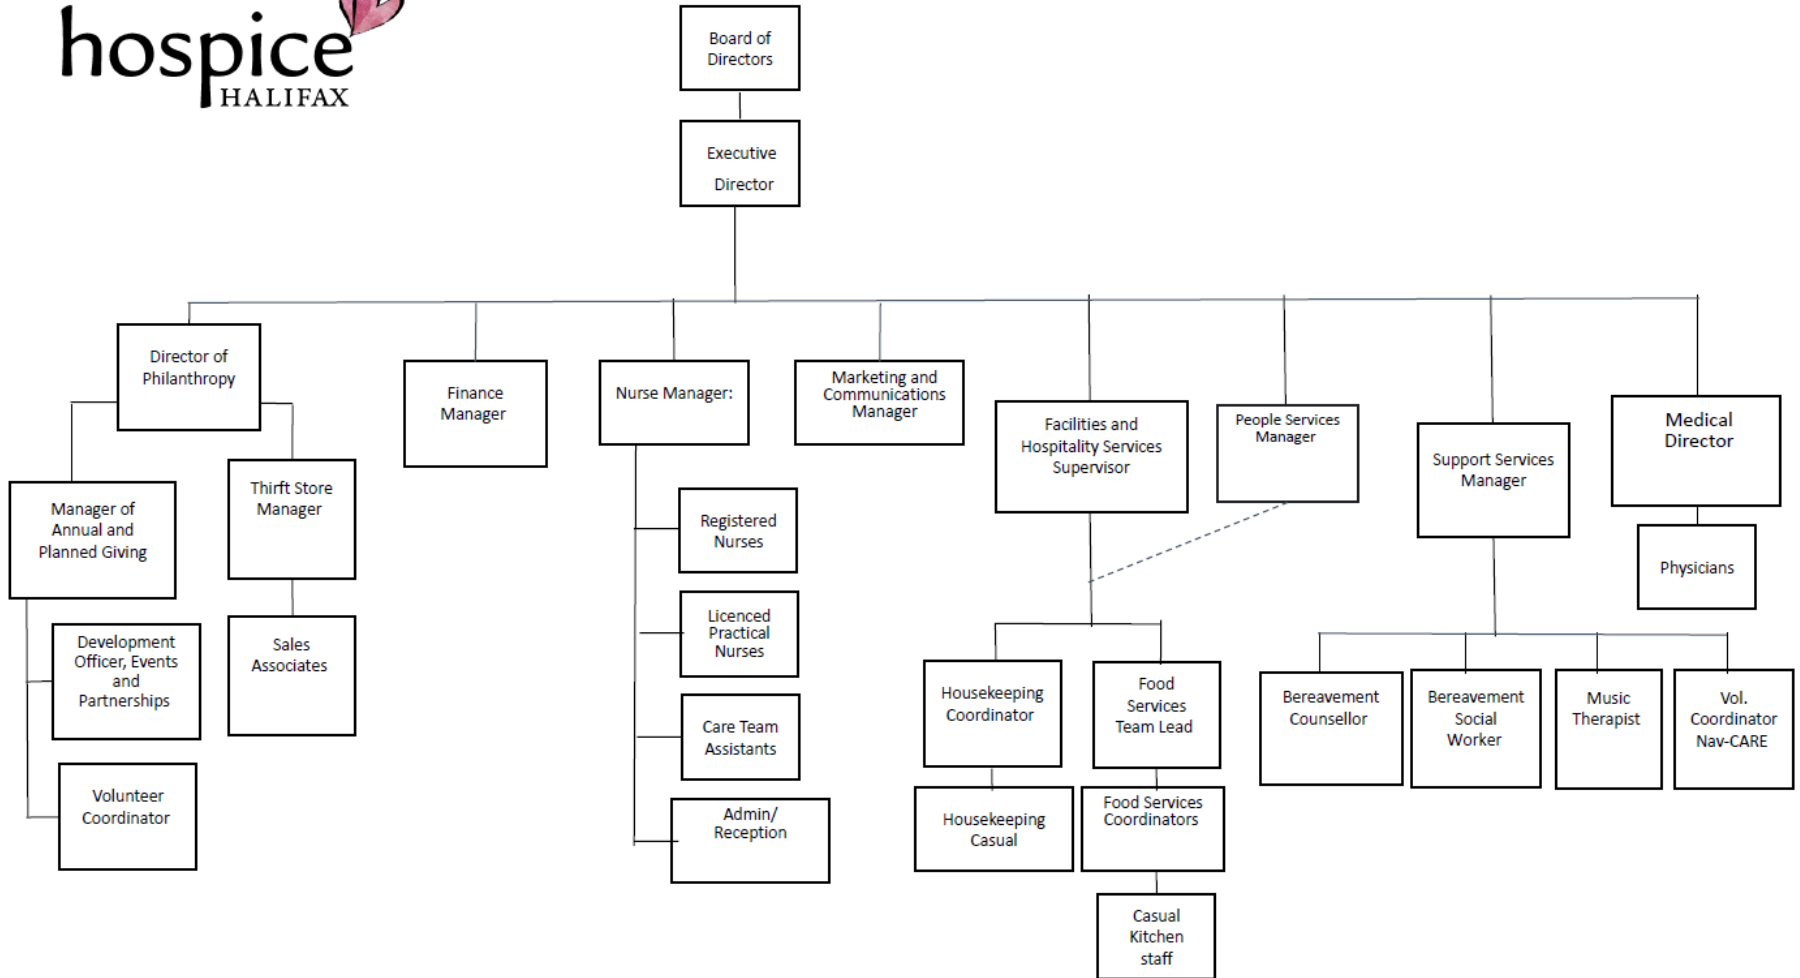 hospice
HALIFAX
Board of
Directors
Executive
Director
Director of
Philanthropy
Finance
Manager
Nurse Manager:
Marketing and
Communications
Manager
Facilities and
Hospitality Services
Supervisor
People Services
Manager
Support Services
Manager
Medical
Director
Manager of
Annual and
Planned Giving
Thirft Store
Manager
Registered
Nurses
Physicians
Development
Officer, Events
and
Partnerships
Sales
Associates
Licenced
Practical
Nurses
Housekeeping
Coordinator
Food
Services
Team Lead
Bereavement
Counsellor
Bereavement
Social
Worker
Music
Therapist
Vol.
Coordinator
Nav-CARE
Care Team
Assistants
Volunteer
Coordinator
Admin/
Reception
Housekeeping
Casual
Food Services
Coordinators
Casual
Kitchen
staff